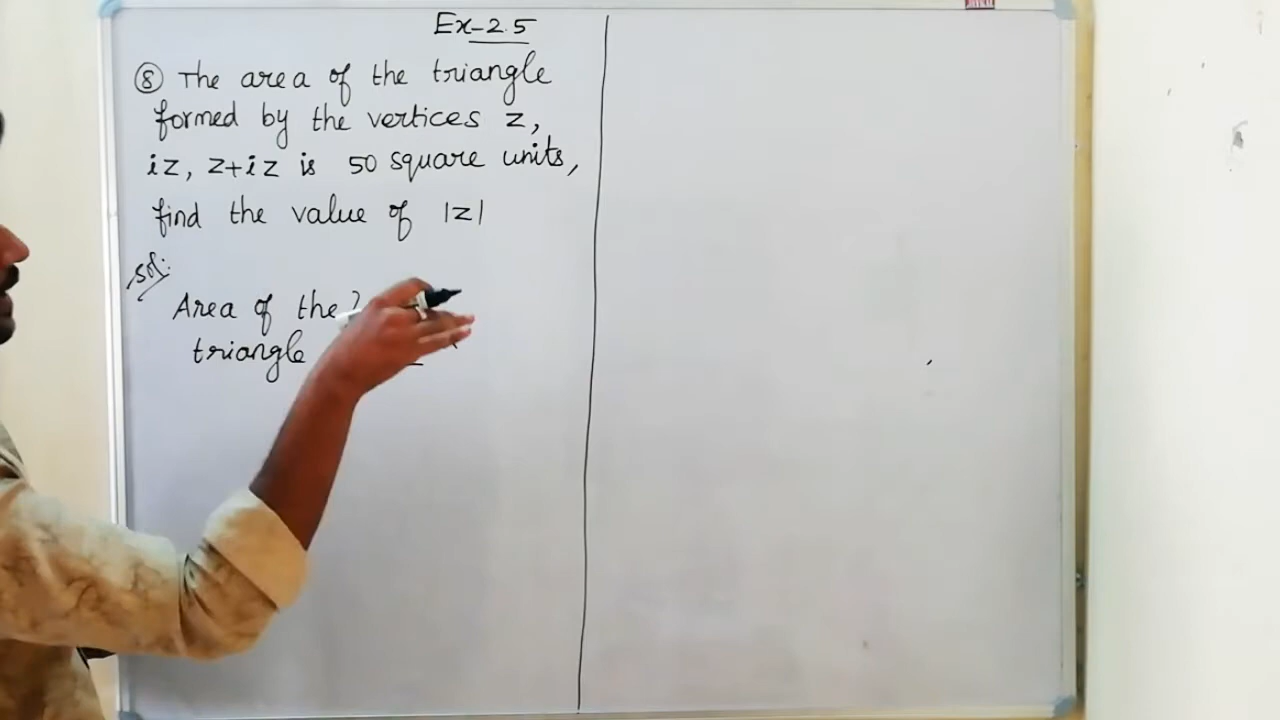 Ex-2.5
⑧ The area of the triangle
formed by the vertices z,
iz, z+iz is 50 square units,
find the value of |z|
Sol:
Area of the
triangle